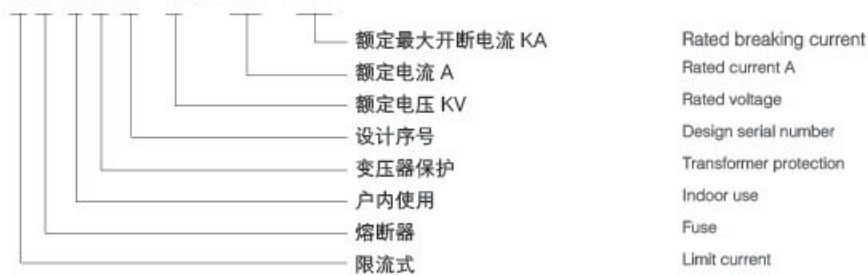 额定最大开断电流 KA Rated breaking current
额定电流 A Rated current A
额定电压 KV Rated voltage
设计序号 Design serial number
变压器保护 Transformer protection
户内使用 Indoor use
熔断器 Fuse
限流式 Limit current